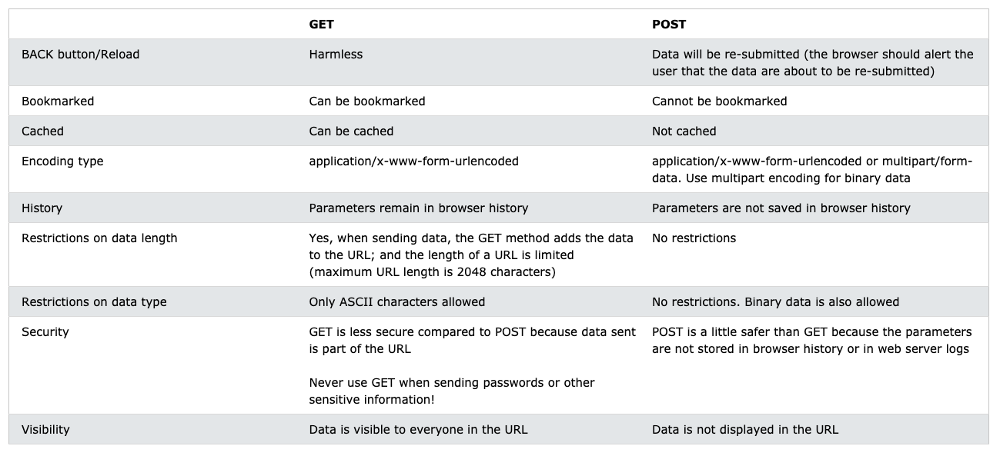 GET POST
BACK button/Reload Harmless Data will be re-submitted (the browser should alert the
user that the data are about to be re-submitted)
Bookmarked Can be bookmarked Cannot be bookmarked
Cached Can be cached Not cached
Encoding type application/x-www-form-urlencoded application/x-www-form-urlencoded or multipart/form-
data. Use multipart encoding for binary data
History Parameters remain in browser history Parameters are not saved in browser history
Restrictions on data length Yes, when sending data, the GET method adds the data No restrictions
to the URL; and the length of a URL is limited
(maximum URL length is 2048 characters)
Restrictions on data type Only ASCII characters allowed No restrictions. Binary data is also allowed
Security GET is less secure compared to POST because data sent POST is a little safer than GET because the parameters
is part of the URL are not stored in browser history or in web server logs
Never use GET when sending passwords or other
sensitive information!
Visibility Data is visible to everyone in the URL Data is not displayed in the URL